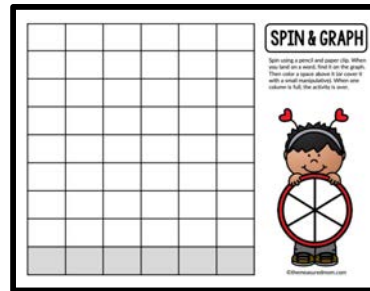 SPIN & GRAPH
Spin using a pencil and paper clip. When
you land on a word, find it on the graph.
Then color a space above it (or cover it
with a small manipulative). When one
column is full, the activity is over.
©themeasuredmom.com